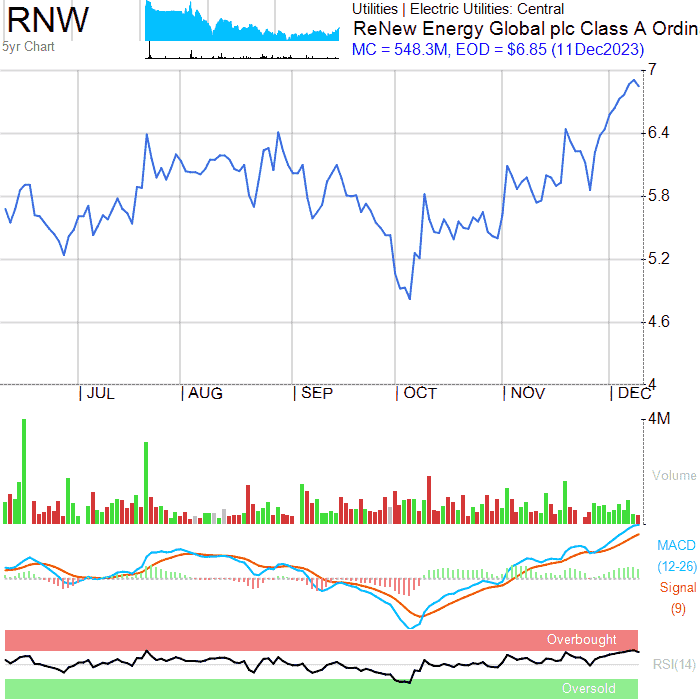 RNW
5yr Chart
Utilities | Electric Utilities: Central
ReNew Energy Global plc Class A Ordin
MC = 548.3M, EOD = $6.85 (11Dec2023)
7
6.4
5.8
5.2
4.6
4
JUL AUG SEP OCT NOV DEC
4M
Volume
MACD
(12-26)
Signal
(9)
Overbought
RSI(14)
Oversold